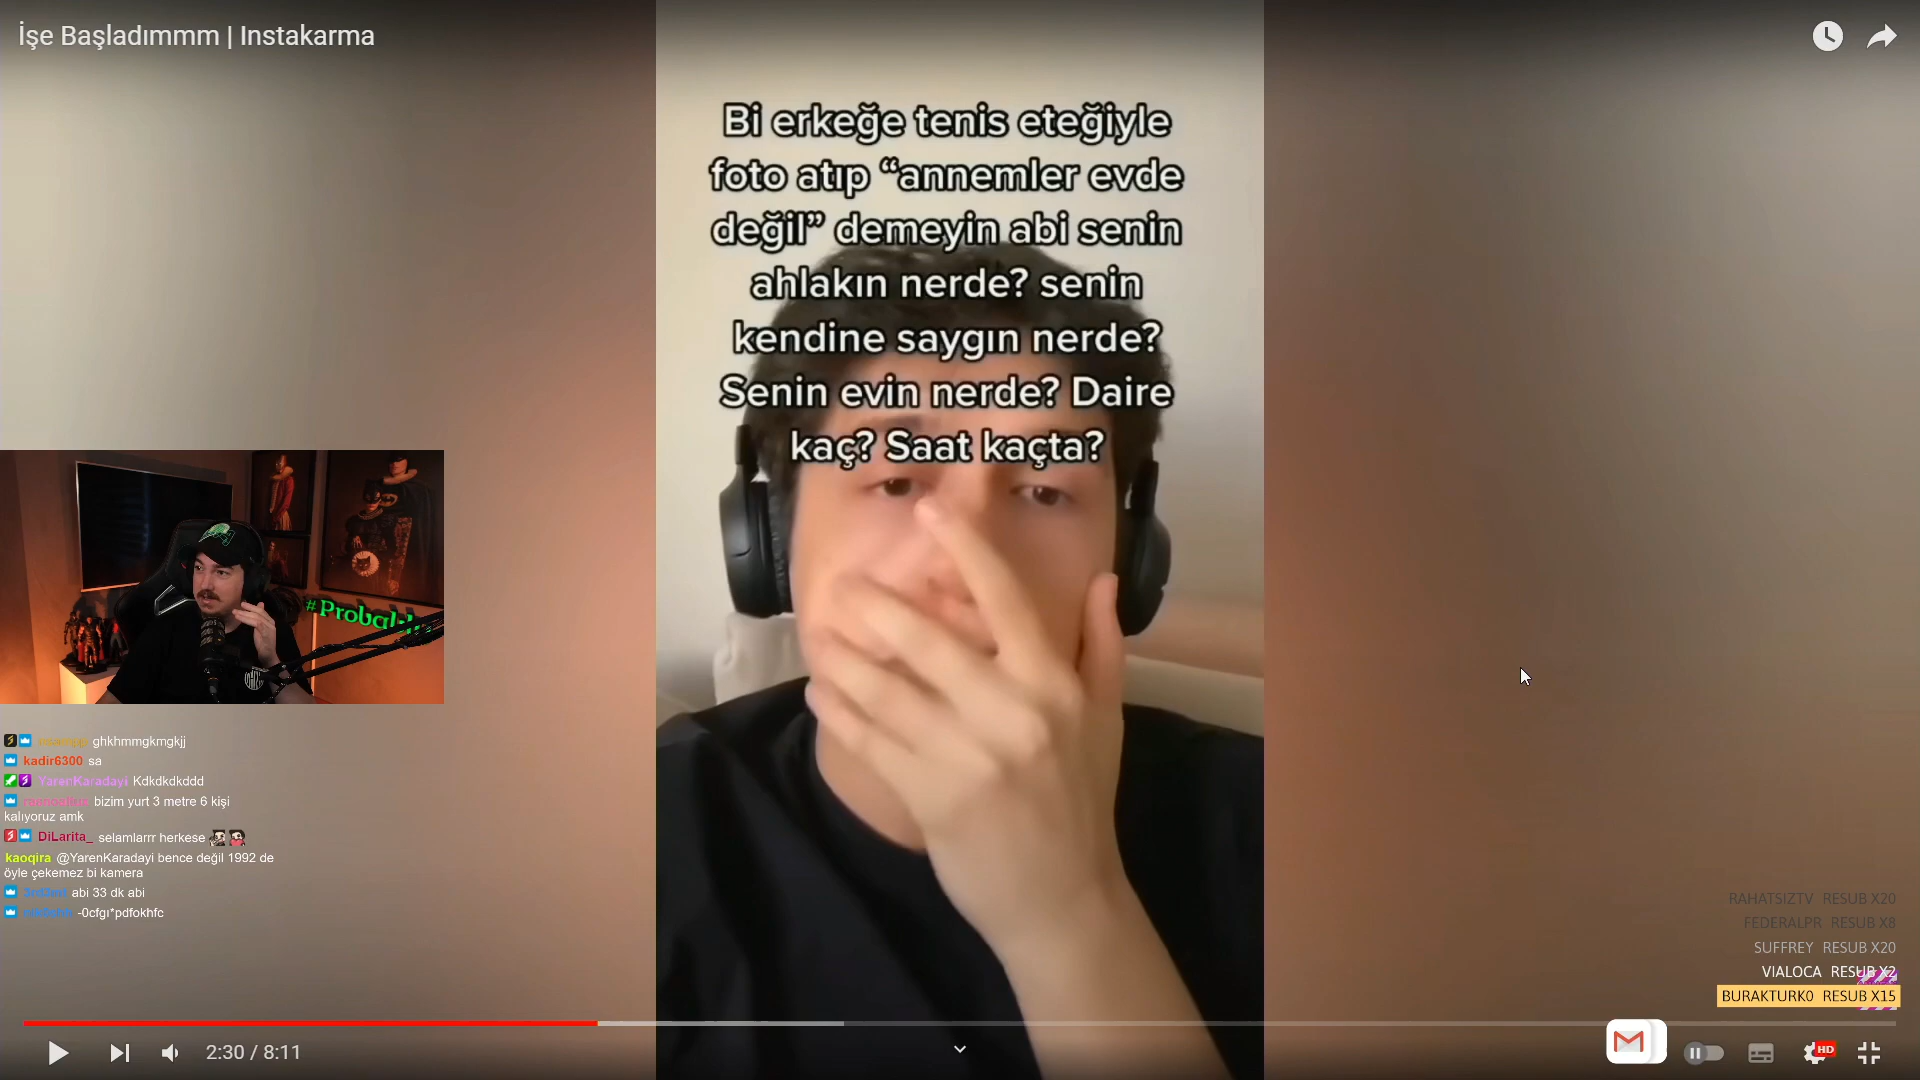 İşe Başladımmm | Instakarma
Bi erkeğe tenis eteğiyle
foto atıp “annemler evde
değil” demeyin abi senin
ahlakın nerde? senin
kendine saygın nerde?
Senin evin nerde? Daire
kaç? Saat kaçta?
ghkhmmgkmgkjj
kadir6300 sa
YarenKaradayi Kdkdkdkddd
bizim yurt 3 metre 6 kişi
kalıyoruz amk
DiLarita_ selamlarrr herkese
kaoqira @YarenKaradayi bence değil 1992 de
öyle çekemez bi kamera
abi 33 dk abi
-0cfgı*pdfokhfc
RAHATSIZTV RESUB X20
FEDERALPR RESUB X8
SUFFREY RESUB X20
VIALOCA RESUB X2
BURAKTURK0 RESUB X15
2:30 / 8:11
HD